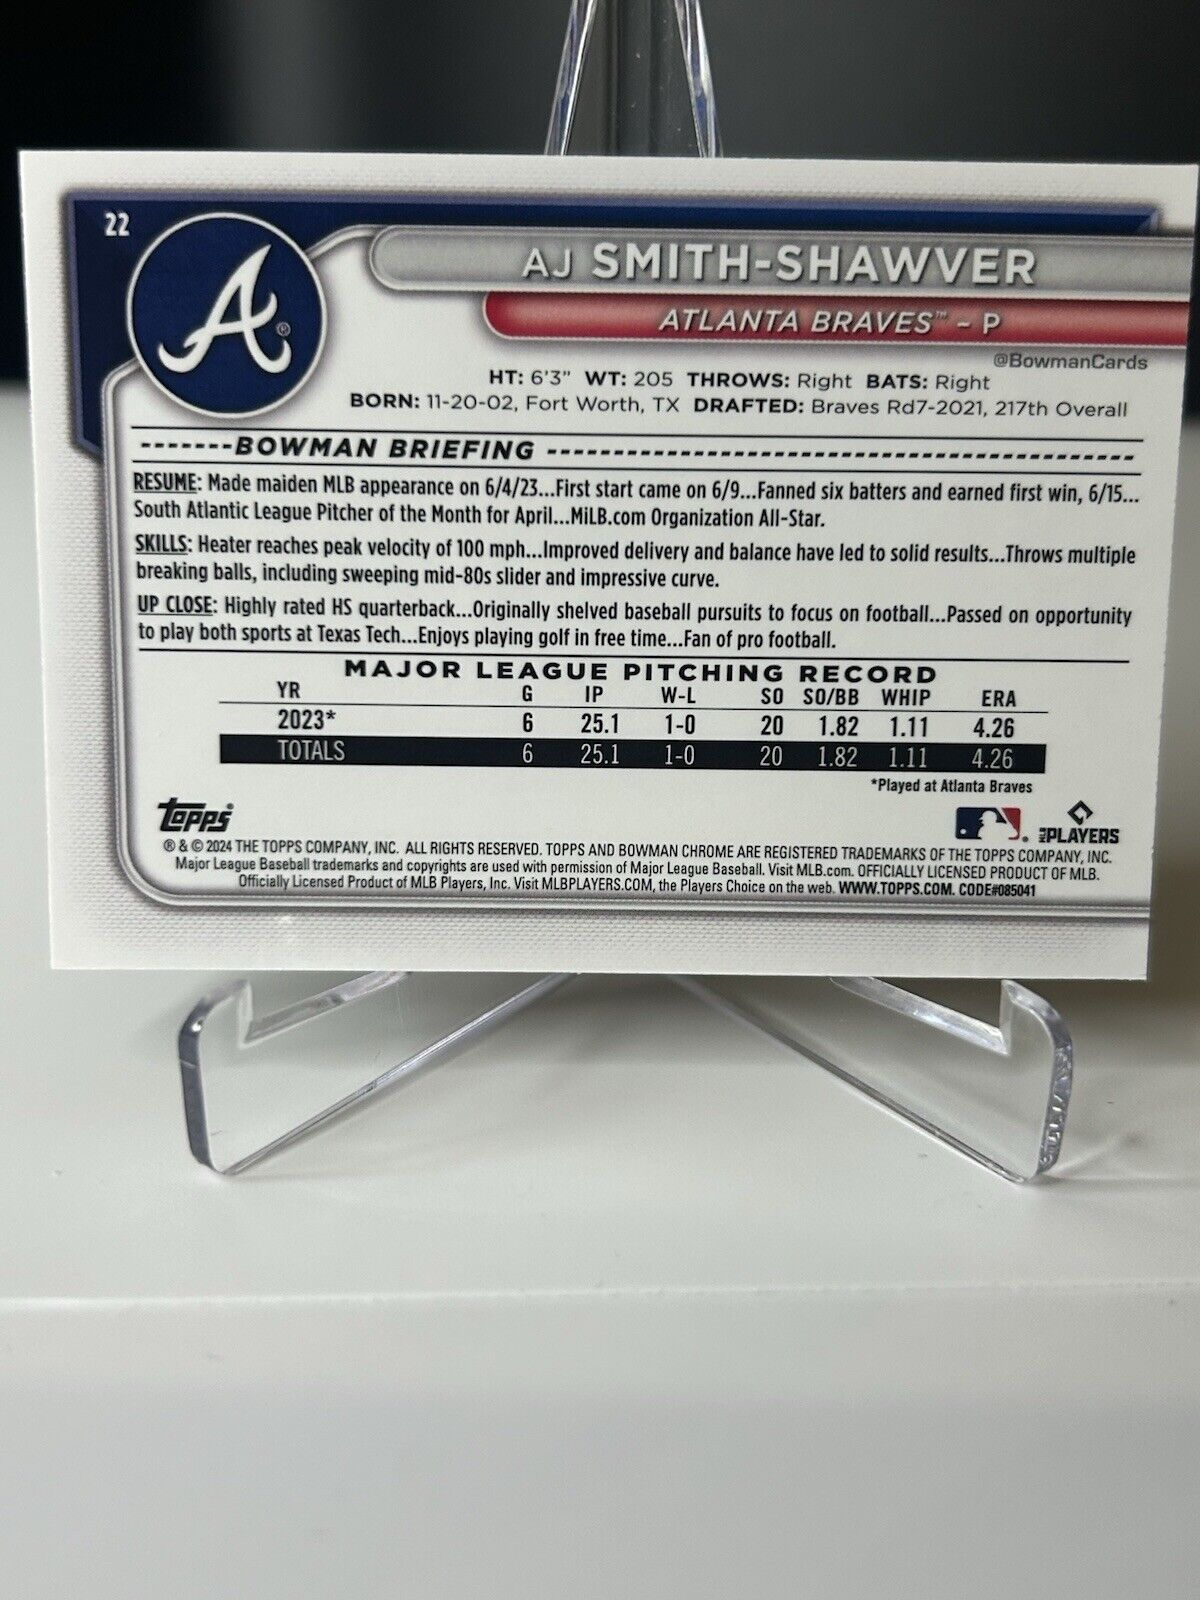 22
A®
AJ SMITH-SHAWVER
ATLANTA BRAVES™ - P
@BowmanCards
HT: 6'3" WT: 205 THROWS: Right BATS: Right
BORN: 11-20-02, Fort Worth, TX DRAFTED: Braves Rd7-2021, 217th Overall
-------BOWMAN BRIEFING ----------------------------------------
RESUME: Made maiden MLB appearance on 6/4/23...First start came on 6/9...Fanned six batters and earned first win, 6/15...
South Atlantic League Pitcher of the Month for April...MiLB.com Organization All-Star.
SKILLS: Heater reaches peak velocity of 100 mph...Improved delivery and balance have led to solid results...Throws multiple
breaking balls, including sweeping mid-80s slider and impressive curve.
UP CLOSE: Highly rated HS quarterback...Originally shelved baseball pursuits to focus on football...Passed on opportunity
to play both sports at Texas Tech...Enjoys playing golf in free time...Fan of pro football.
MAJOR LEAGUE PITCHING RECORD
YR G IP W-L SO SO/BB WHIP ERA
2023* 6 25.1 1-0 20 1.82 1.11 4.26
TOTALS 6 25.1 1-0 20 1.82 1.11 4.26
*Played at Atlanta Braves
topps
MLB PLAYERS
® & © 2024 THE TOPPS COMPANY, INC. ALL RIGHTS RESERVED. TOPPS AND BOWMAN CHROME ARE REGISTERED TRADEMARKS OF THE TOPPS COMPANY, INC.
Major League Baseball trademarks and copyrights are used with permission of Major League Baseball. Visit MLB.com. OFFICIALLY LICENSED PRODUCT OF MLB.
Officially Licensed Product of MLB Players, Inc. Visit MLBPLAYERS.COM, the Players Choice on the web. WWW.TOPPS.COM. CODE#085041